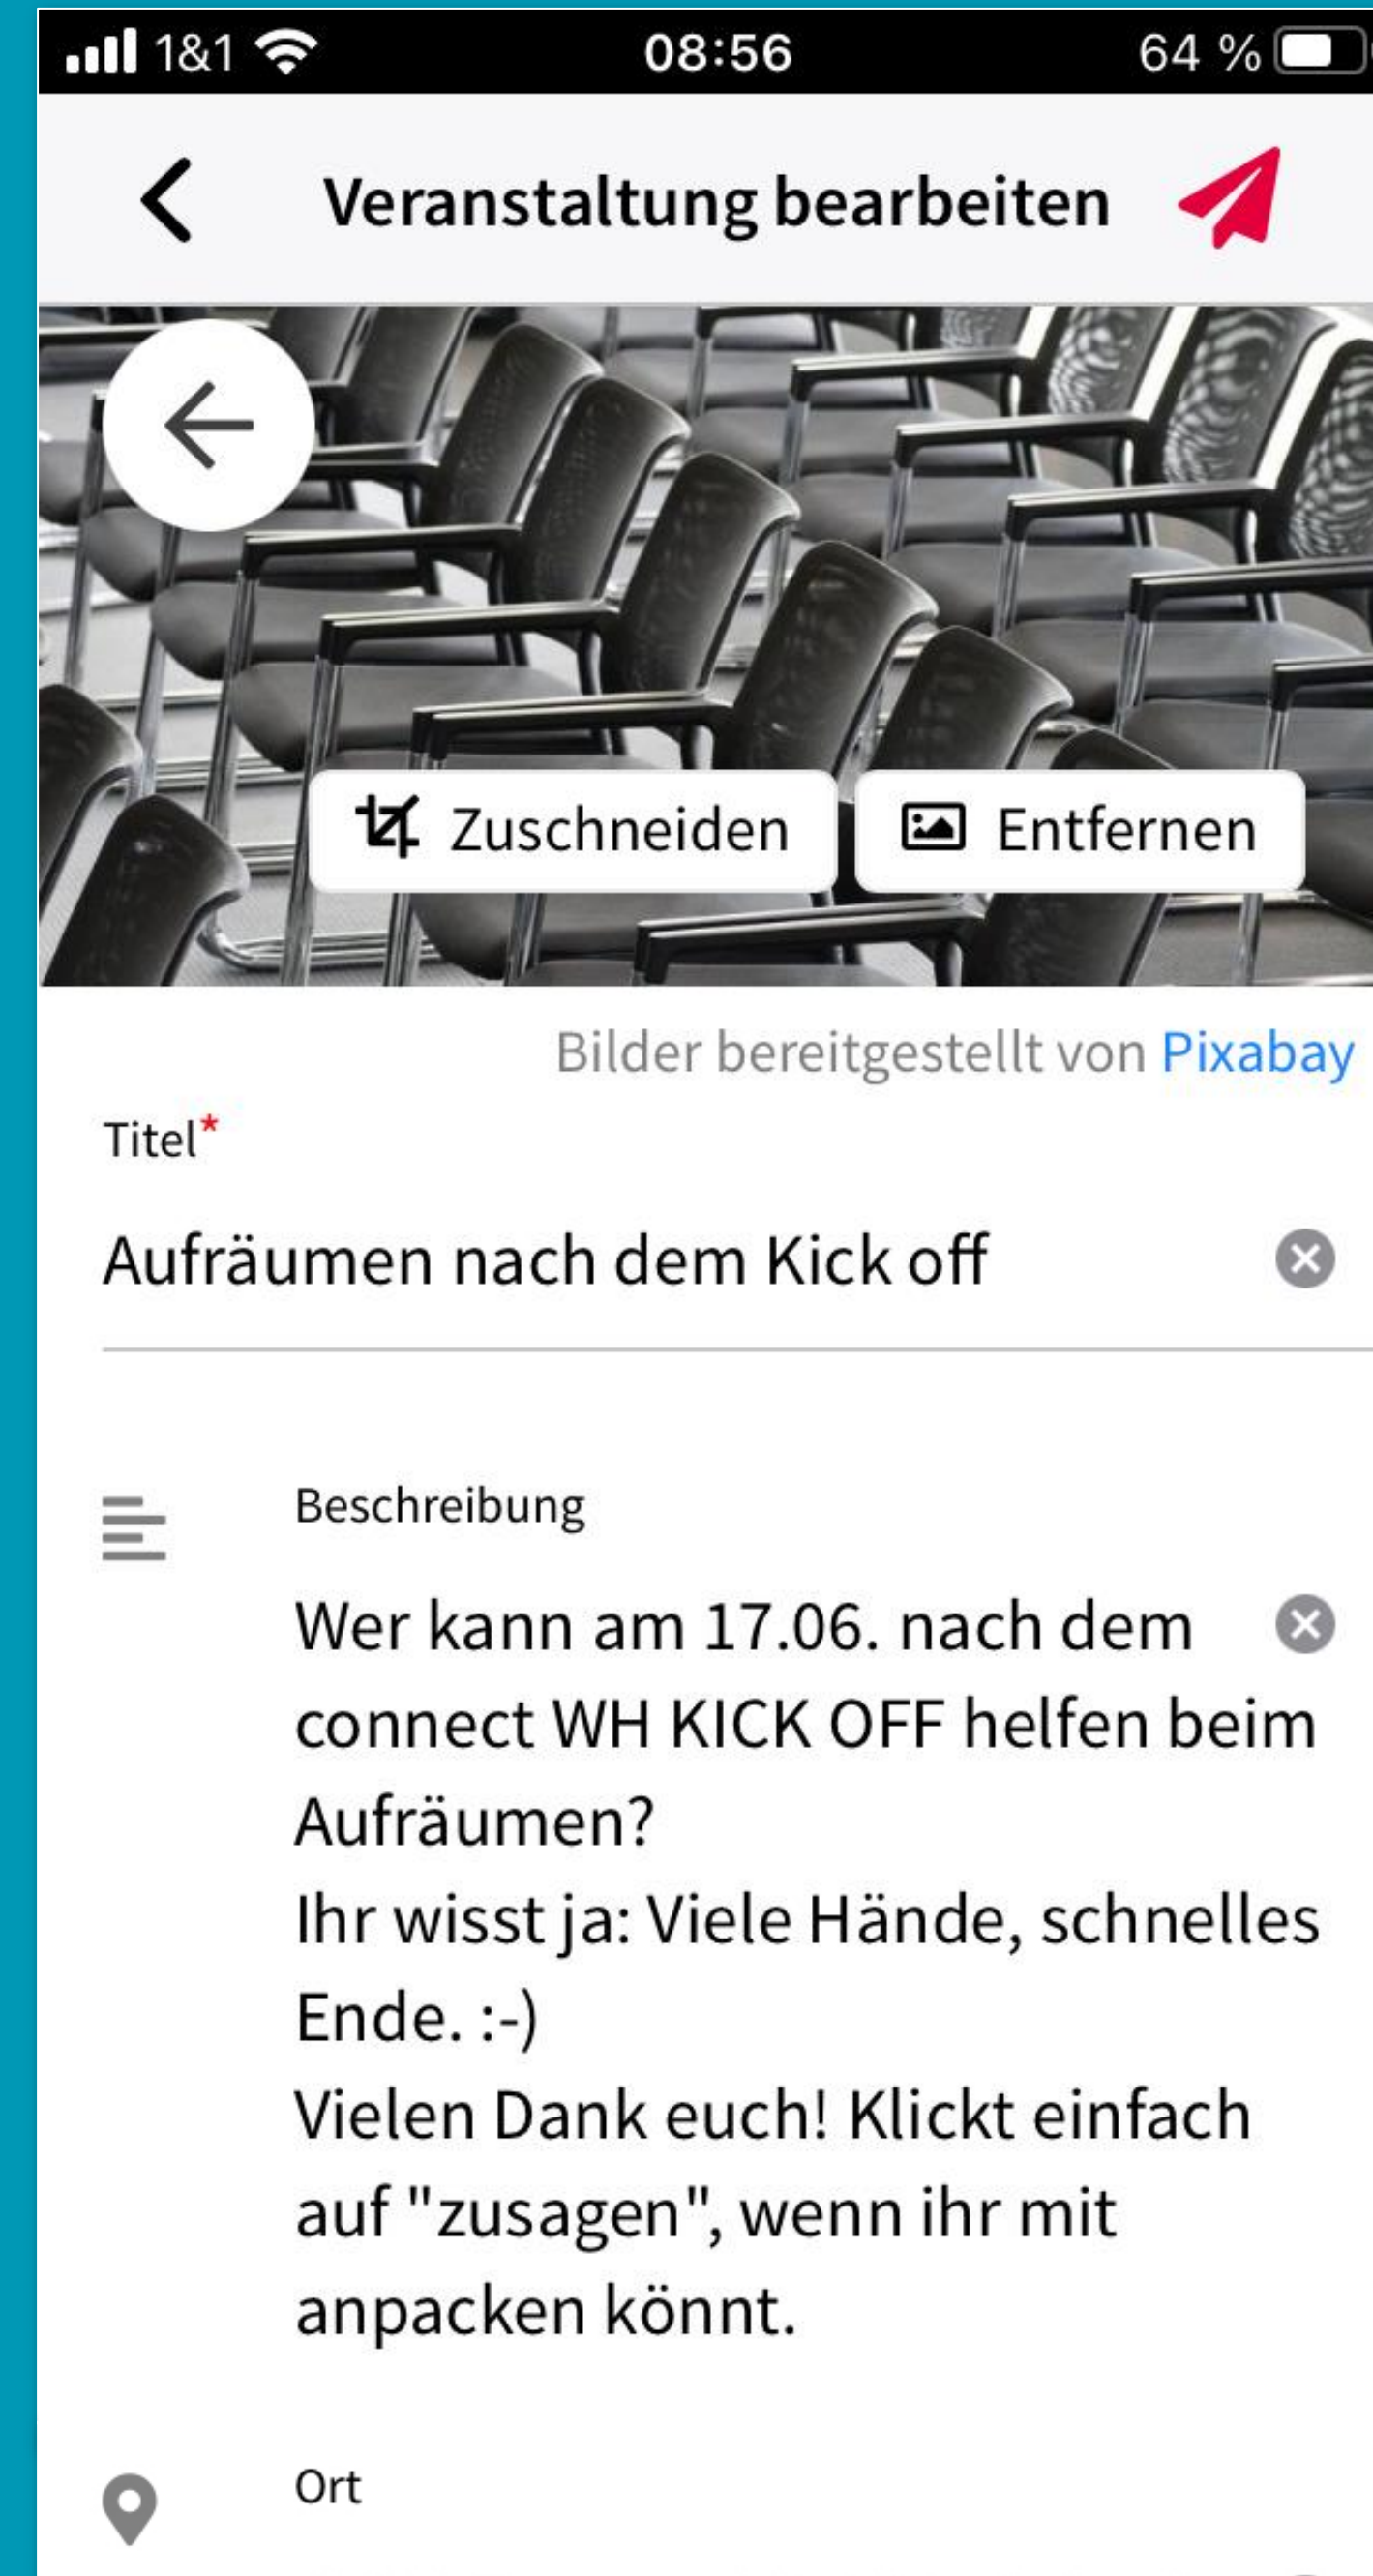 1&1
08:56
64 %
Veranstaltung bearbeiten
Zuschneiden
Entfernen
Bilder bereitgestellt von Pixabay
Titel*
Aufräumen nach dem Kick off
Beschreibung
Wer kann am 17.06. nach dem
connect WH KICK OFF helfen beim
Aufräumen?
Ihr wisst ja: Viele Hände, schnelles
Ende. :-)
Vielen Dank euch! Klickt einfach
auf "zusagen", wenn ihr mit
anpacken könnt.
Ort